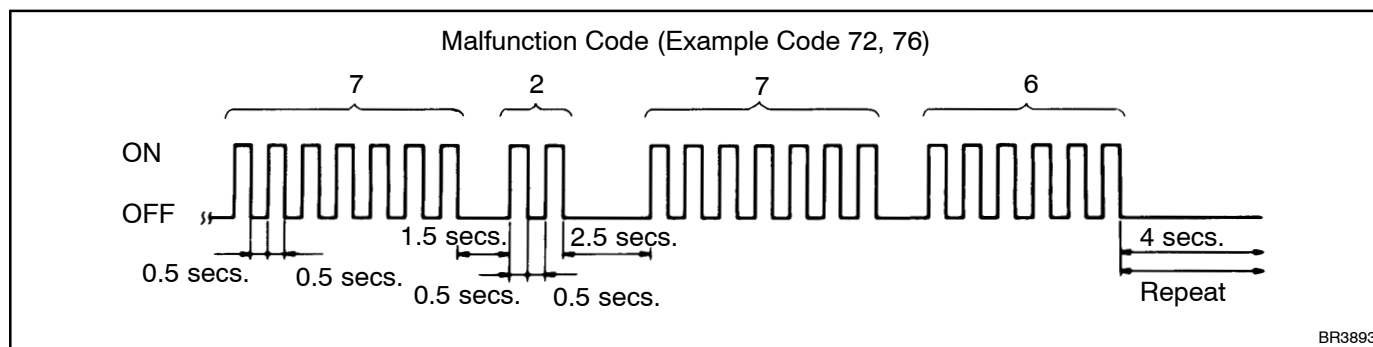 Malfunction Code (Example Code 72, 76)
7 2 7 6
ON
OFF
1.5 secs. 2.5 secs. 4 secs.
0.5 secs. 0.5 secs. 0.5 secs. 0.5 secs. Repeat
BR3893